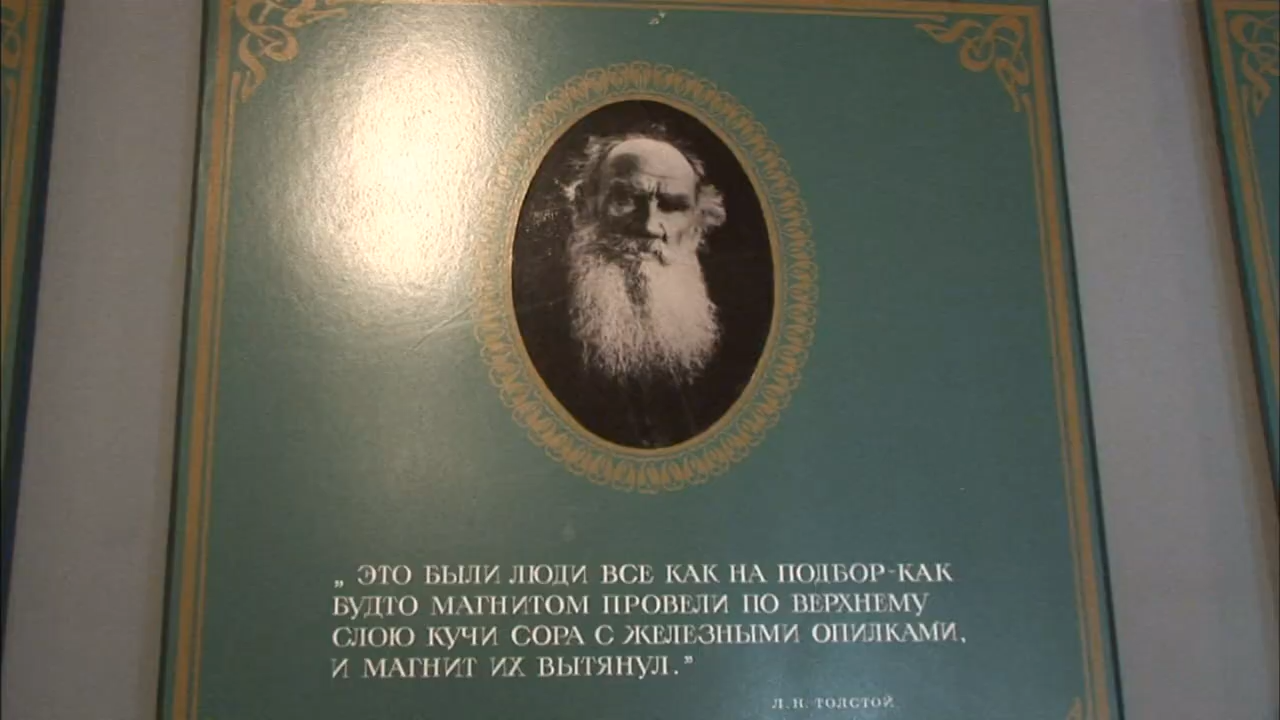 „ ЭТО БЫЛИ ЛЮДИ ВСЕ КАК НА ПОДБОР-КАК
БУДТО МАГНИТОМ ПРОВЕЛИ ПО ВЕРХНЕМУ
СЛОЮ КУЧИ СОРА С ЖЕЛЕЗНЫМИ ОПИЛКАМИ,
И МАГНИТ ИХ ВЫТЯНУЛ.”
Л. Н. ТОЛСТОЙ